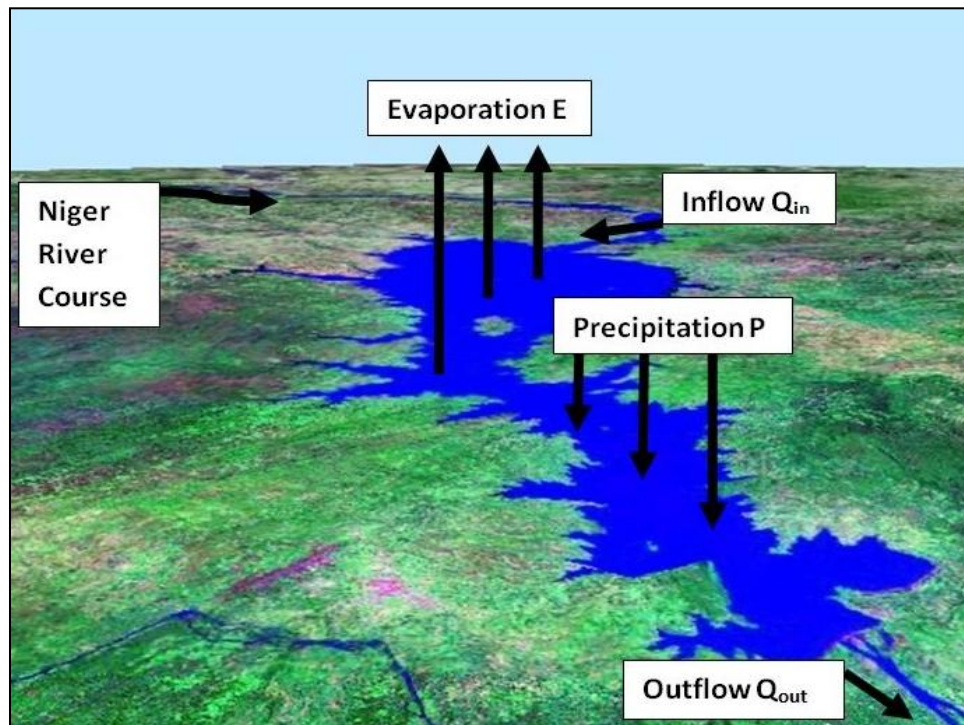 Evaporation E
Niger
River
Course
Inflow Qin
Precipitation P
Outflow Qout